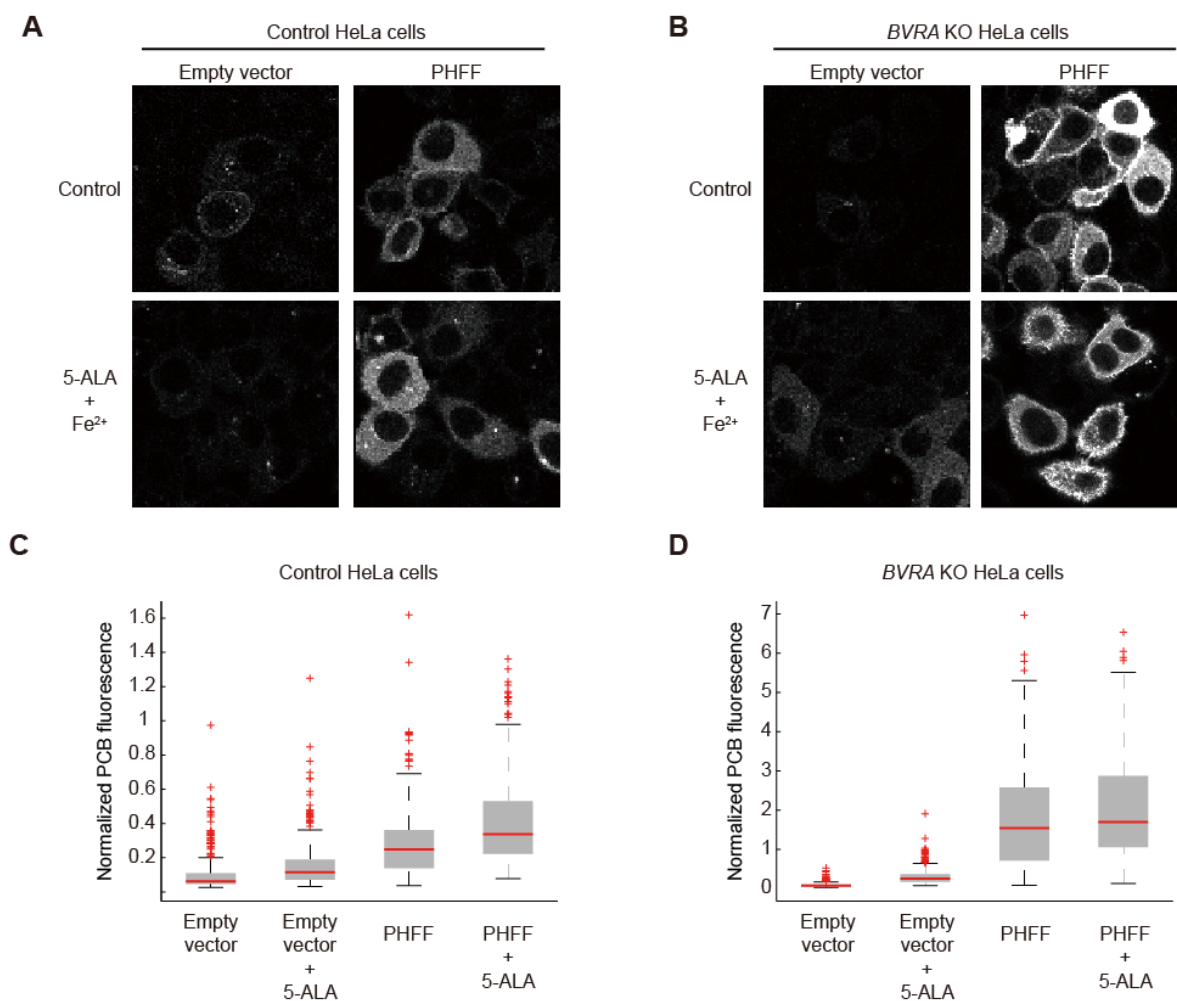 A
Control HeLa cells
Empty vector
PHFF
Control
5-ALA
+
Fe²⁺
B
BVRA KO HeLa cells
Empty vector
PHFF
Control
5-ALA
+
Fe²⁺
C
Control HeLa cells
Normalized PCB fluorescence
1.6
1.4
1.2
1
0.8
0.6
0.4
0.2
Empty
vector
Empty
vector
+
5-ALA
PHFF
PHFF
+
5-ALA
D
BVRA KO HeLa cells
Normalized PCB fluorescence
7
6
5
4
3
2
1
0
Empty
vector
Empty
vector
+
5-ALA
PHFF
PHFF
+
5-ALA